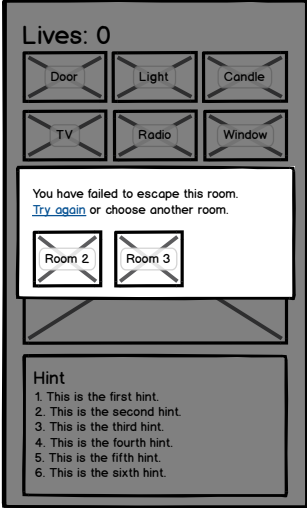 Lives: 0
Door Light Candle
TV Radio Window
You have failed to escape this room.
Try again or choose another room.
Room 2 Room 3
Hint
1. This is the first hint.
2. This is the second hint.
3. This is the third hint.
4. This is the fourth hint.
5. This is the fifth hint.
6. This is the sixth hint.